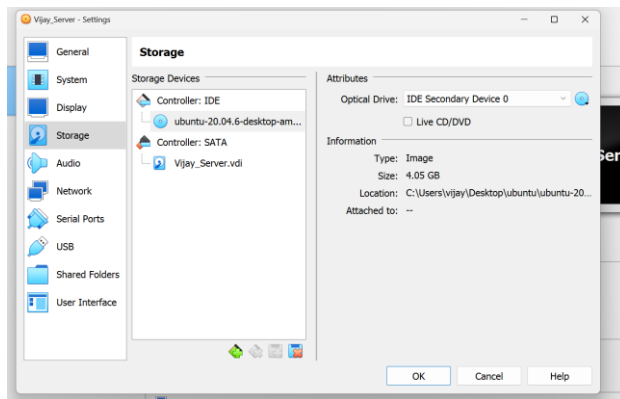 Vijay_Server - Settings
General
System
Display
Storage
Audio
Network
Serial Ports
USB
Shared Folders
User Interface
Storage
Storage Devices
Controller: IDE
ubuntu-20.04.6-desktop-am...
Controller: SATA
Vijay_Server.vdi
Attributes
Optical Drive: IDE Secondary Device 0
Live CD/DVD
Information
Type: Image
Size: 4.05 GB
Location: C:\Users\vijay\Desktop\ubuntu\ubuntu-20...
Attached to: --
OK Cancel Help
Ser